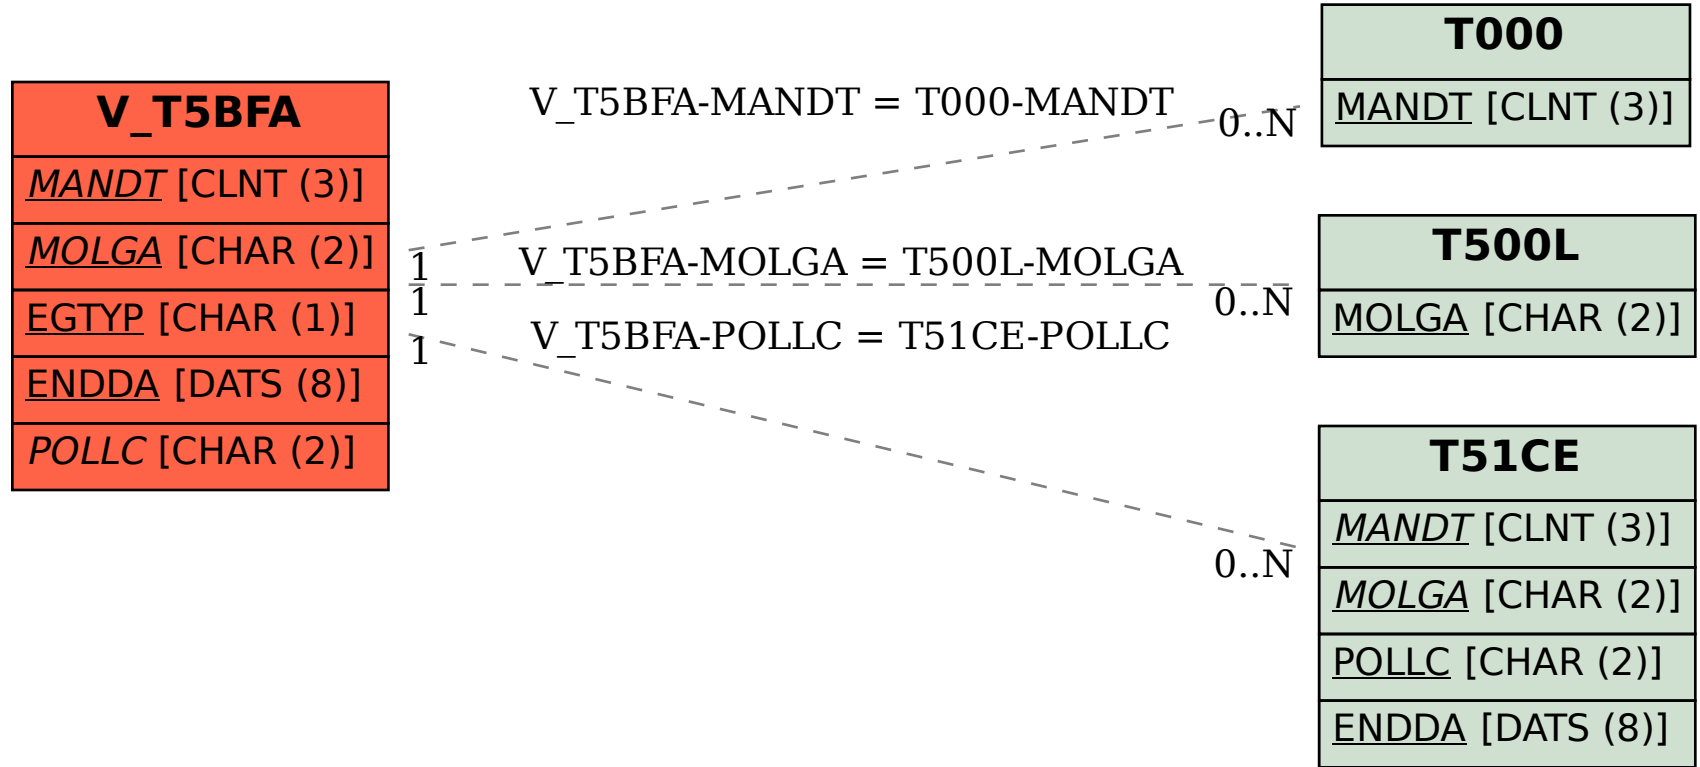 V_T5BFA
MANDT [CLNT (3)]
MOLGA [CHAR (2)]
EGTYP [CHAR (1)]
ENDDA [DATS (8)]
POLLC [CHAR (2)]
V_T5BFA-MANDT = T000-MANDT
0..N
1
V_T5BFA-MOLGA = T500L-MOLGA
0..N
1
V_T5BFA-POLLC = T51CE-POLLC
0..N
1
T000
MANDT [CLNT (3)]
T500L
MOLGA [CHAR (2)]
T51CE
MANDT [CLNT (3)]
MOLGA [CHAR (2)]
POLLC [CHAR (2)]
ENDDA [DATS (8)]